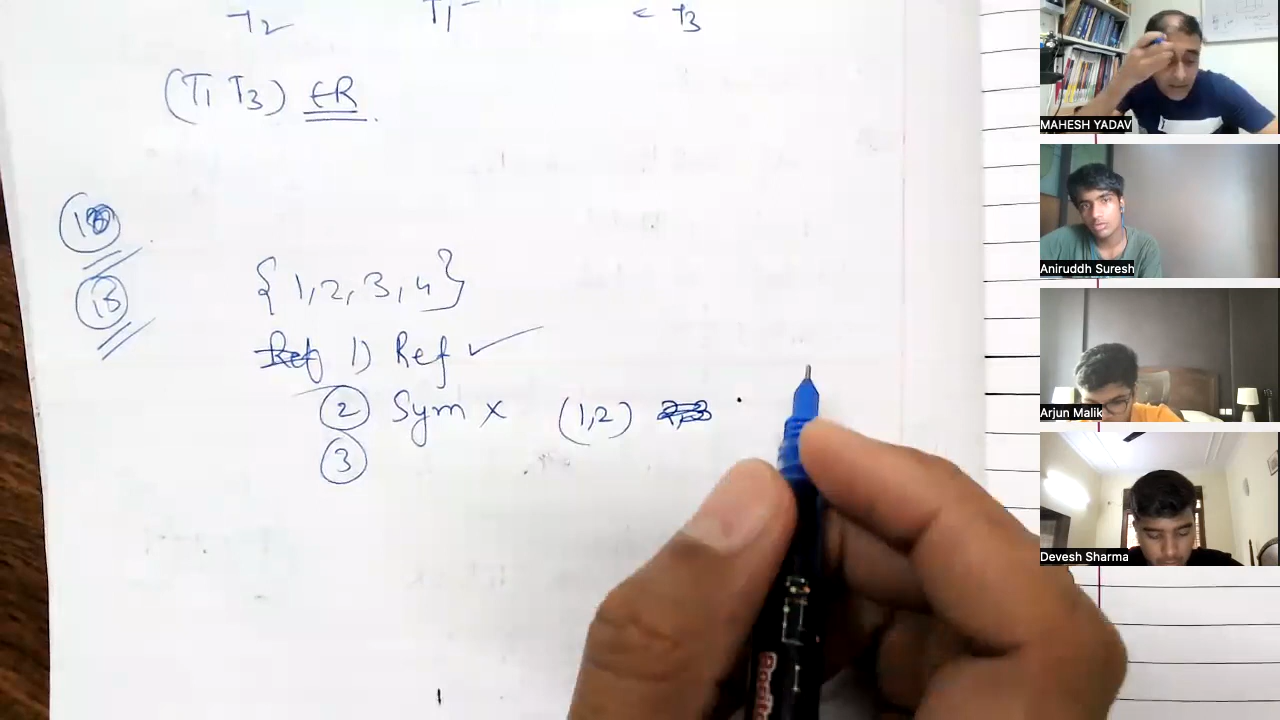 T2 T1 < T3
(T1 T3) ∈R.
18
MAHESH YADAV
Aniruddh Suresh
Arjun Malik
Devesh Sharma
13
{1,2,3,4}
Ref 1) Ref ✓
2 Sym × (1,2)
3